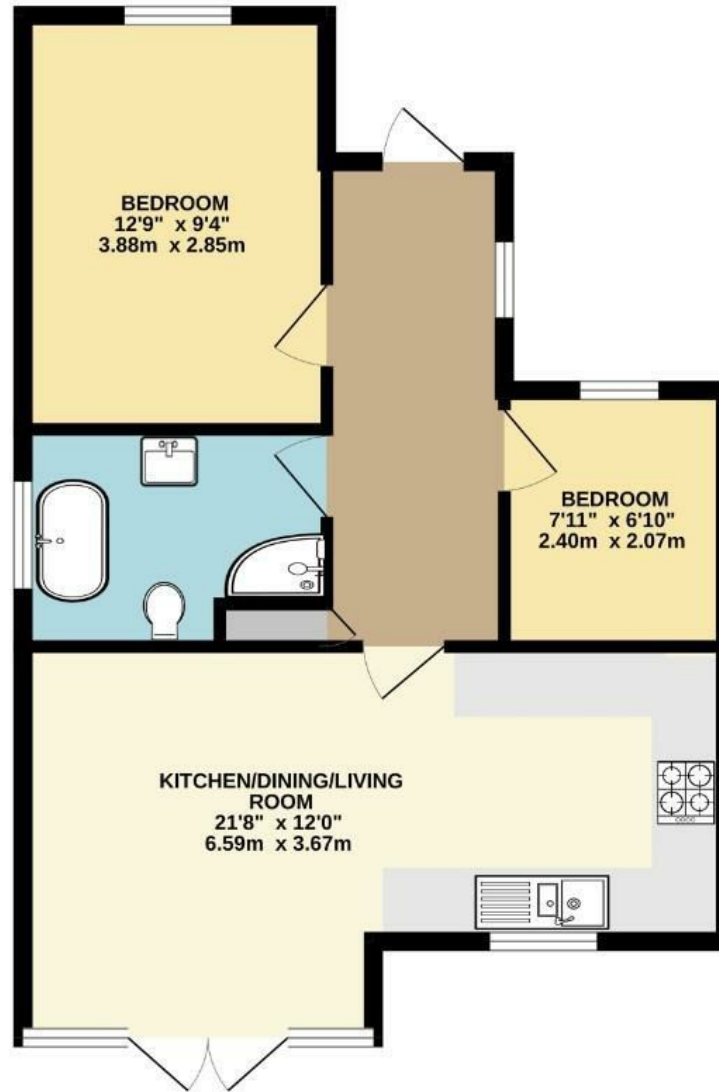 BEDROOM
12'9" x 9'4"
3.88m x 2.85m
BEDROOM
7'11" x 6'10"
2.40m x 2.07m
KITCHEN/DINING/LIVING
ROOM
21'8" x 12'0"
6.59m x 3.67m